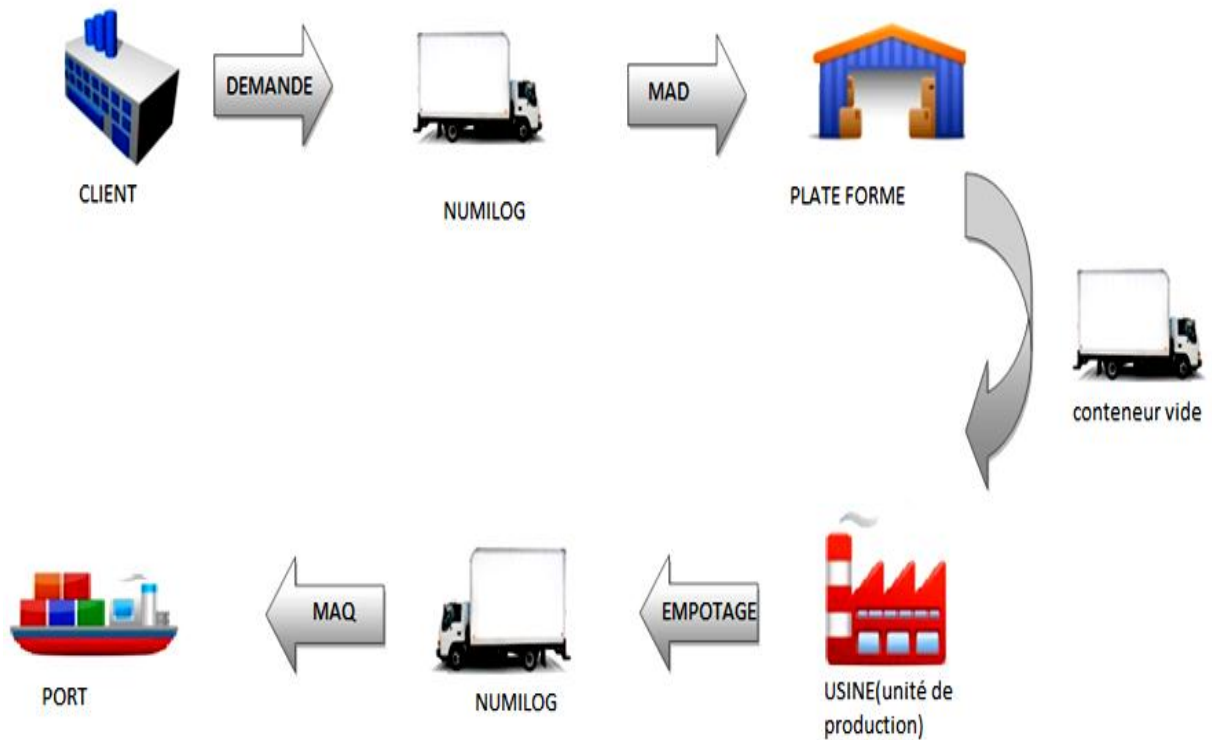 DEMANDE
MAD
CLIENT
NUMILOG
PLATE FORME
conteneur vide
MAQ
EMPOTAGE
PORT
NUMILOG
USINE(unité de
production)